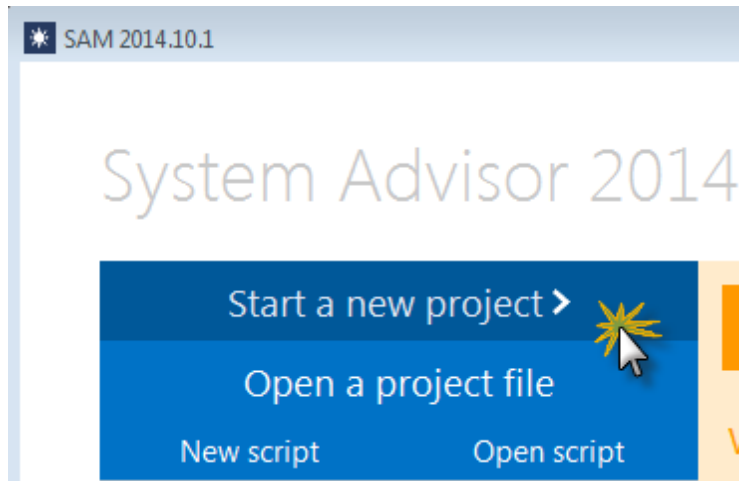 SAM 2014.10.1
System Advisor 2014
Start a new project >
Open a project file
New script Open script